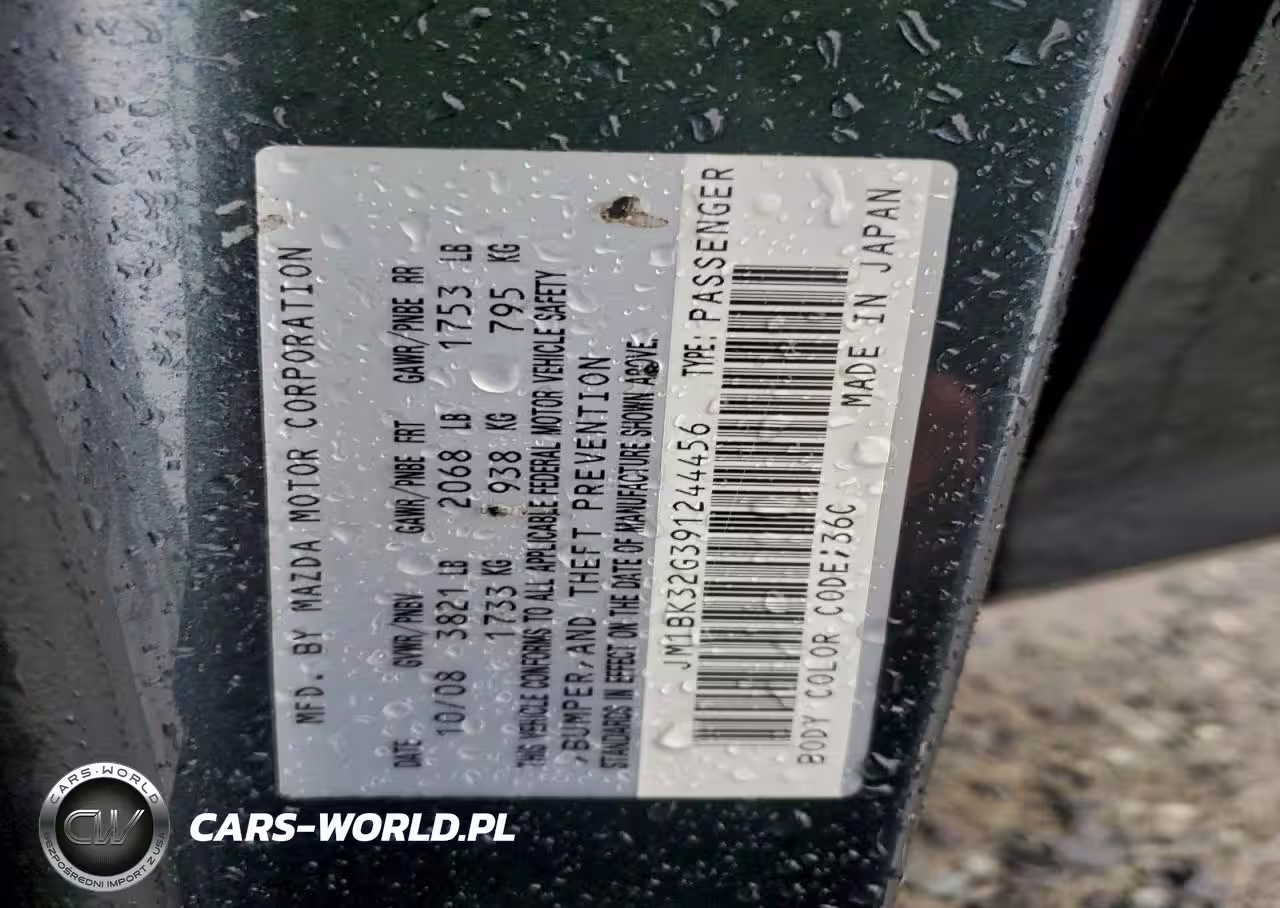 MFD. BY MAZDA MOTOR CORPORATION
DATE GVWR/PNBV GAWR/PNBE FRT GAWR/PNBE RR
10/08 3821 LB 2068 LB 1753 LB
1733 KG 938 KG 795 KG
THIS VEHICLE CONFORMS TO ALL APPLICABLE FEDERAL MOTOR VEHICLE SAFETY
,BUMPER,AND THEFT PREVENTION
STANDARDS IN EFFECT ON THE DATE OF MANUFACTURE SHOWN ABOVE.
JM1BK32G391244456 TYPE: PASSENGER
BODY COLOR CODE;36C MADE IN JAPAN
CARS-WORLD
CW
BEZPOŚREDNI IMPORT Z USA
CARS-WORLD.PL